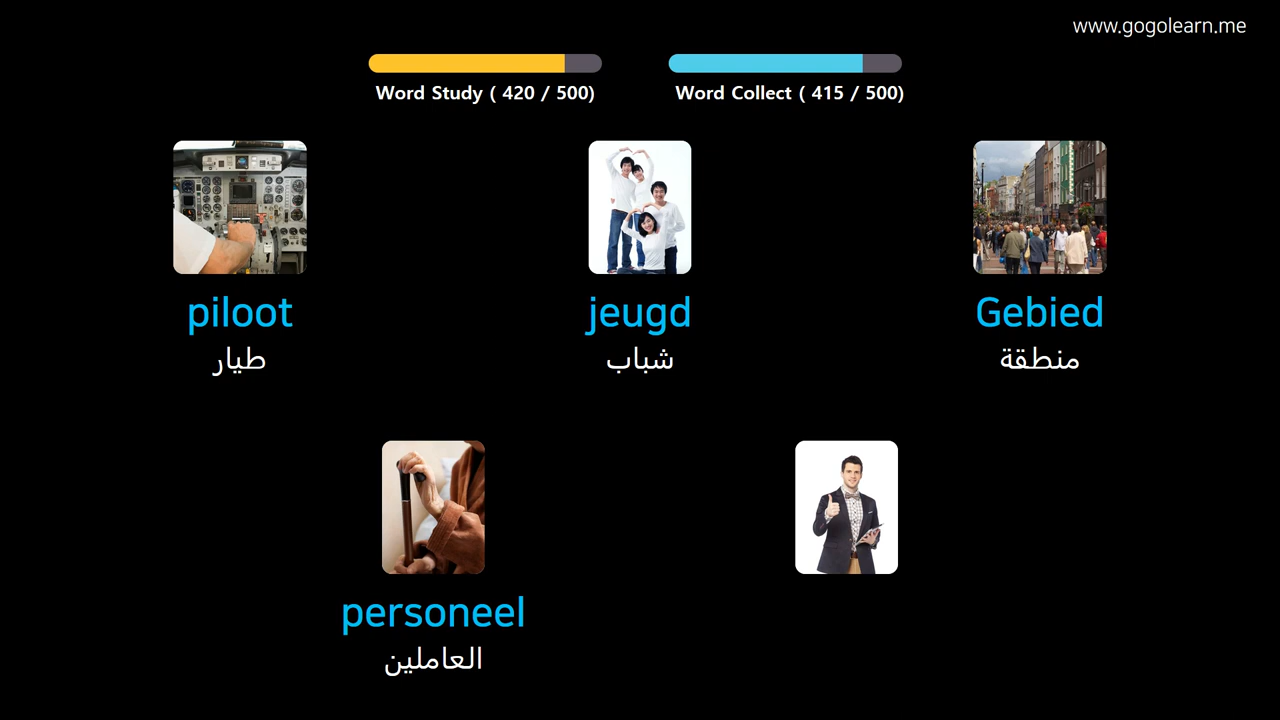 www.gogolearn.me
Word Study ( 420 / 500)
Word Collect ( 415 / 500)
piloot
طيار
jeugd
شباب
Gebied
منطقة
personeel
العاملين